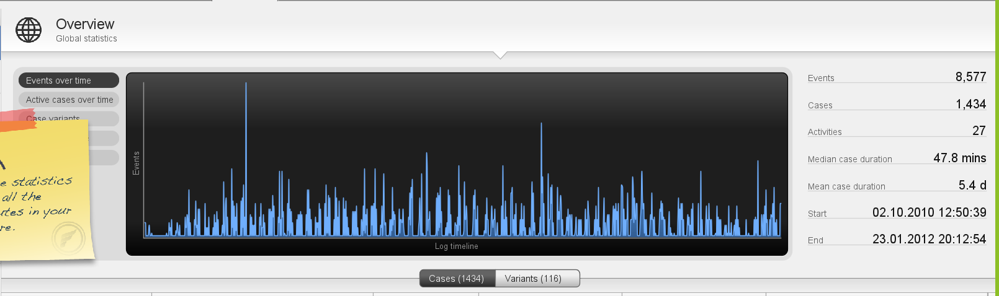 Overview
Global statistics
Events over time
Active cases over time
Case variants
e statistics
all the
utes in your
re.
Events
Log timeline
Events 8,577
Cases 1,434
Activities 27
Median case duration 47.8 mins
Mean case duration 5.4 d
Start 02.10.2010 12:50:39
End 23.01.2012 20:12:54
Cases (1434) Variants (116)